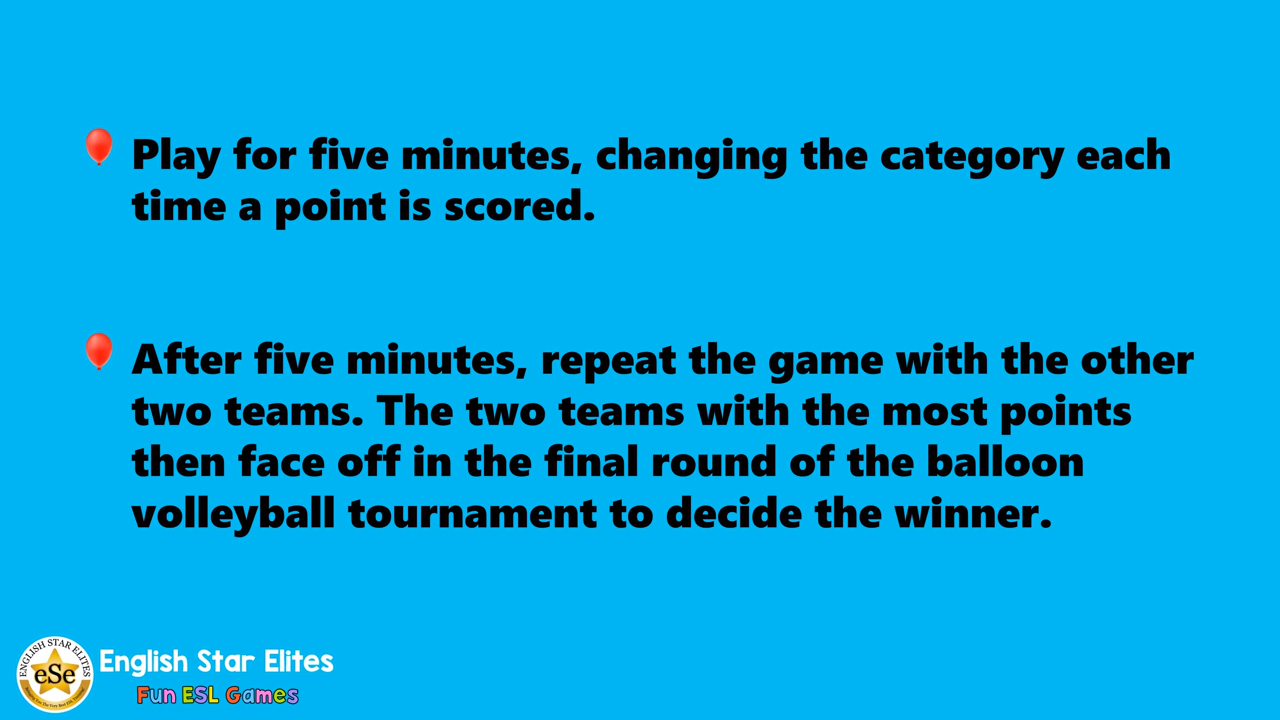 Play for five minutes, changing the category each
time a point is scored.
After five minutes, repeat the game with the other
two teams. The two teams with the most points
then face off in the final round of the balloon
volleyball tournament to decide the winner.
ENGLISH STAR ELITES
eSe
English Star Elites
Fun ESL Games